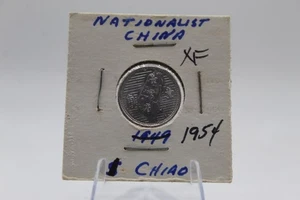 NATIONALIST
CHINA
XF
1949 1954
CHIAO